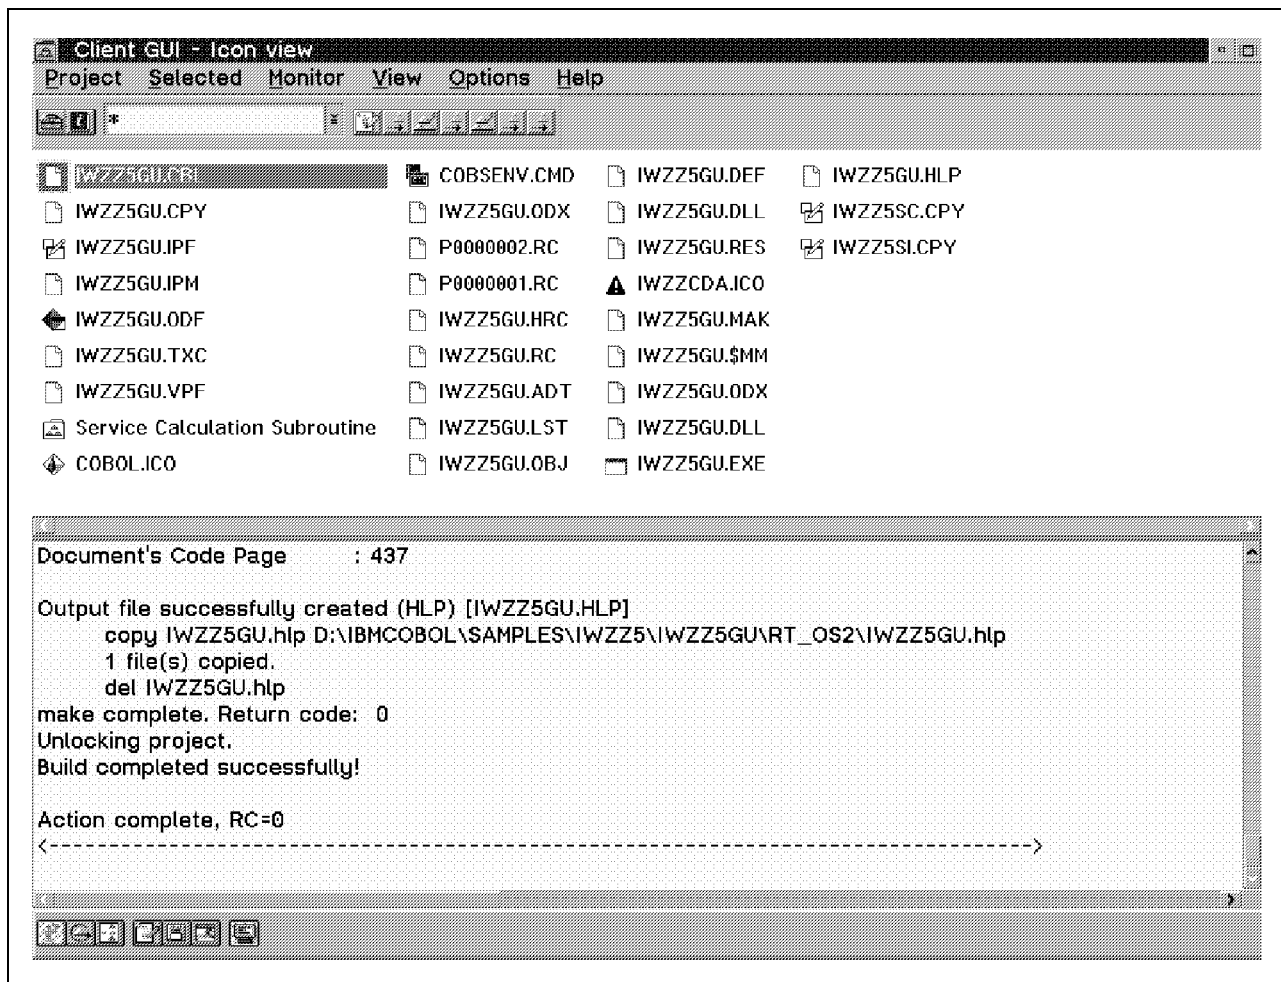 Client GUI - Icon view
Project Selected Monitor View Options Help
*
IWZZ5GU.CBL COBSENV.CMD IWZZ5GU.DEF IWZZ5GU.HLP
IWZZ5GU.CPY IWZZ5GU.ODX IWZZ5GU.DLL IWZZ5SC.CPY
IWZZ5GU.IPF P0000002.RC IWZZ5GU.RES IWZZ5SI.CPY
IWZZ5GU.IPM P0000001.RC IWZZCDA.ICO
IWZZ5GU.ODF IWZZ5GU.HRC IWZZ5GU.MAK
IWZZ5GU.TXC IWZZ5GU.RC IWZZ5GU.$MM
IWZZ5GU.VPF IWZZ5GU.ADT IWZZ5GU.ODX
Service Calculation Subroutine IWZZ5GU.LST IWZZ5GU.DLL
COBOL.ICO IWZZ5GU.OBJ IWZZ5GU.EXE
Document's Code Page : 437
Output file successfully created (HLP) [IWZZ5GU.HLP]
copy IWZZ5GU.hlp D:\IBMCOBOL\SAMPLES\IWZZ5\IWZZ5GU\RT_OS2\IWZZ5GU.hlp
1 file(s) copied.
del IWZZ5GU.hlp
make complete. Return code: 0
Unlocking project.
Build completed successfully!
Action complete, RC=0
<-------------------------------------------------------------------------------->